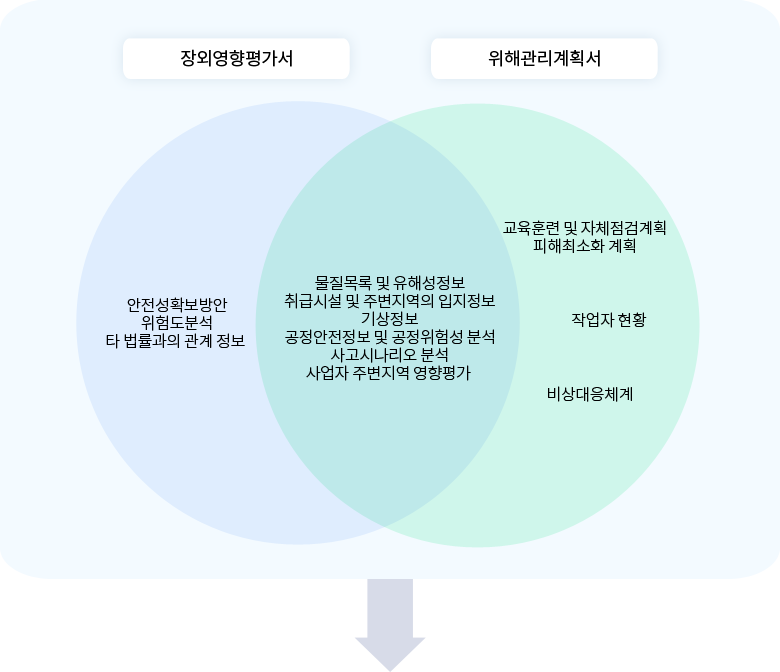 장외영향평가서
위해관리계획서
안전성확보방안
위험도분석
타 법률과의 관계 정보
물질목록 및 유해성정보
취급시설 및 주변지역의 입지정보
기상정보
공정안전정보 및 공정위험성 분석
사고시나리오 분석
사업자 주변지역 영향평가
교육훈련 및 자체점검계획
피해최소화 계획
작업자 현황
비상대응체계